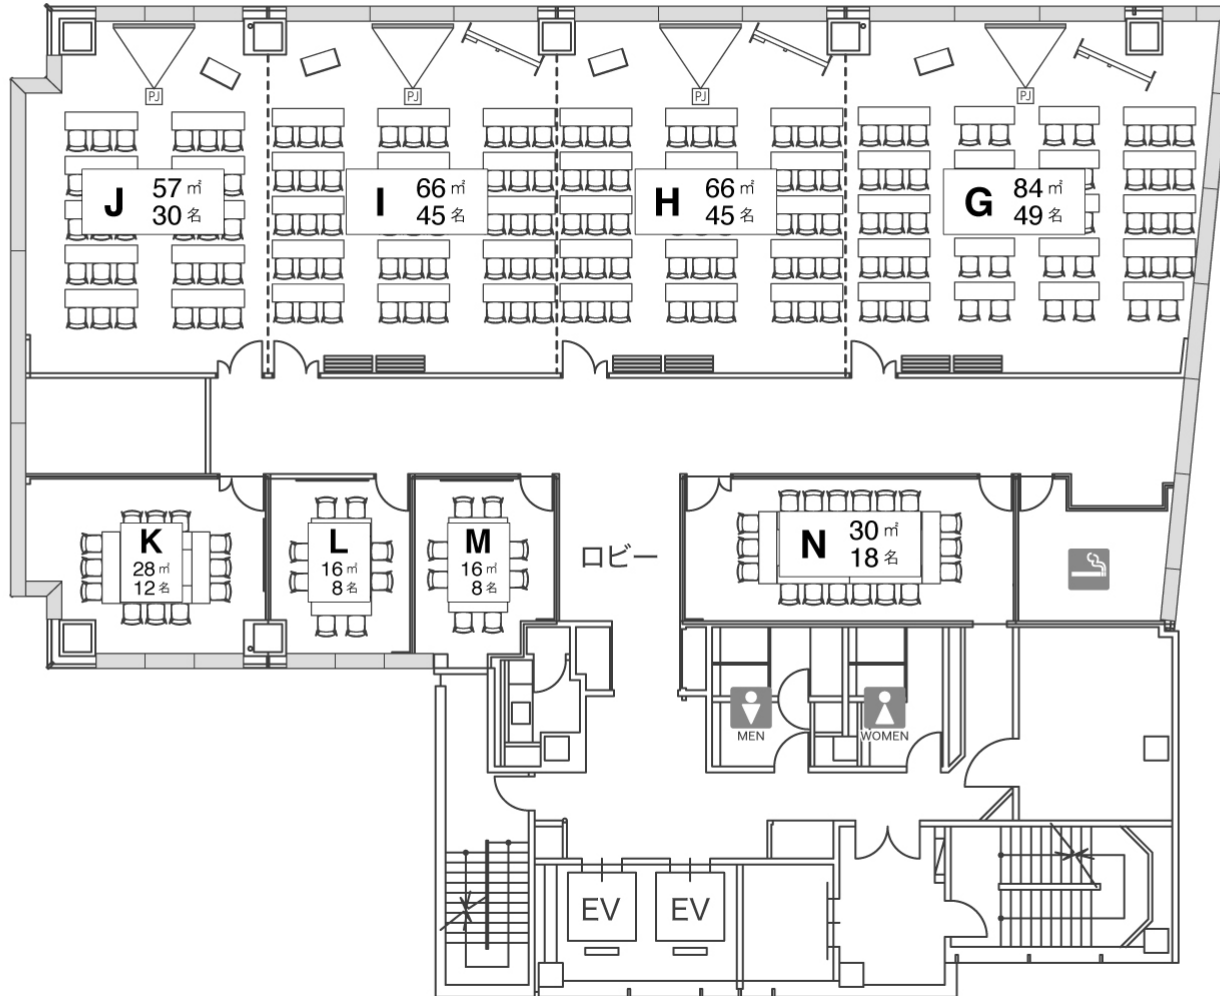 PJ
PJ
PJ
PJ
J 57㎡
30名
I 66㎡
45名
H 66㎡
45名
G 84㎡
49名
K
28㎡
12名
L
16㎡
8名
M
16㎡
8名
ロビー
N 30㎡
18名
MEN
WOMEN
EV
EV